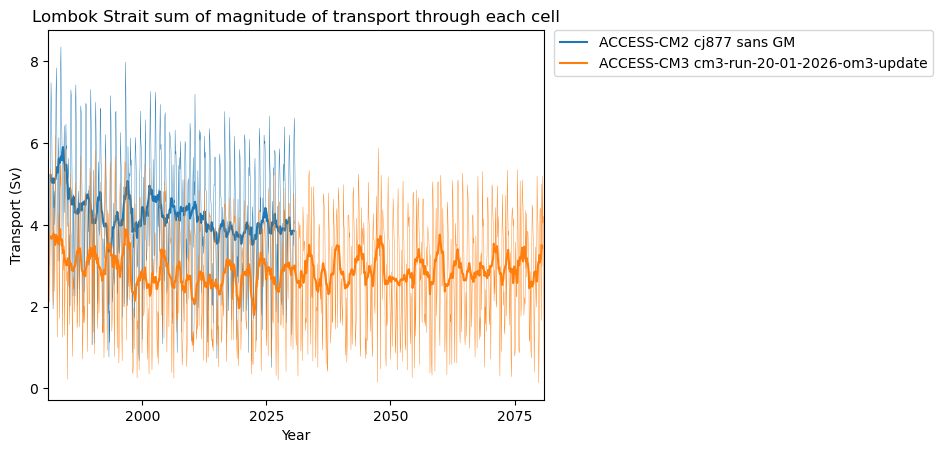 Lombok Strait sum of magnitude of transport through each cell
ACCESS-CM2 cj877 sans GM
ACCESS-CM3 cm3-run-20-01-2026-om3-update
8
6
4
2
0
Transport (Sv)
2000
2025
2050
2075
Year